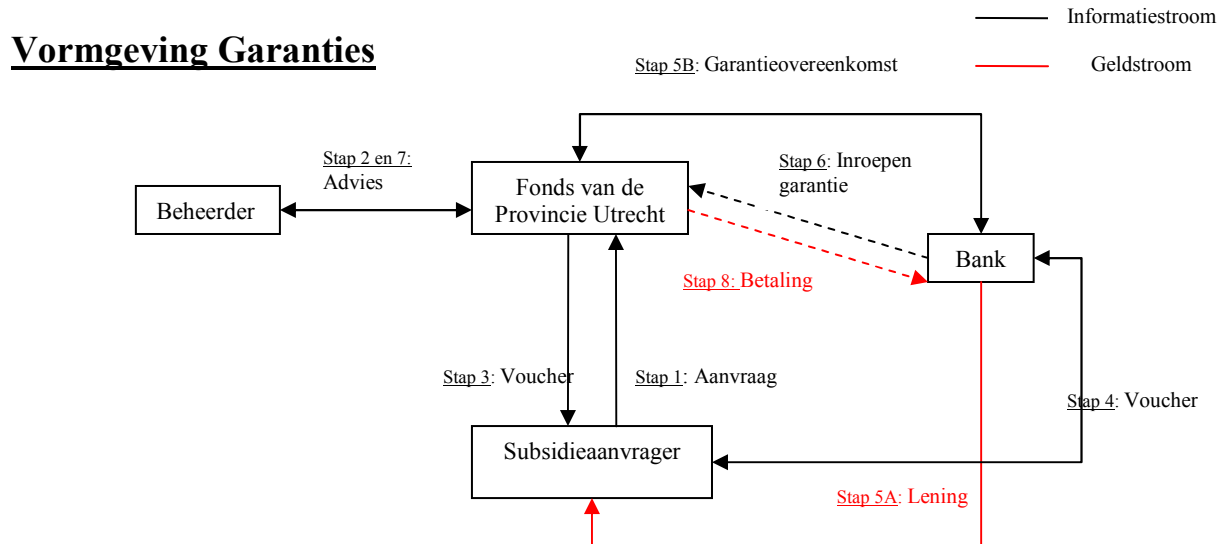 Informatiestroom
Vormgeving Garanties
Stap 5B: Garantieovereenkomst
Geldstroom
Stap 2 en 7:
Advies
Stap 6: Inroepen
garantie
Beheerder
Fonds van de
Provincie Utrecht
Bank
Stap 8: Betaling
Stap 3: Voucher
Stap 1: Aanvraag
Stap 4: Voucher
Subsidieaanvrager
Stap 5A: Lening